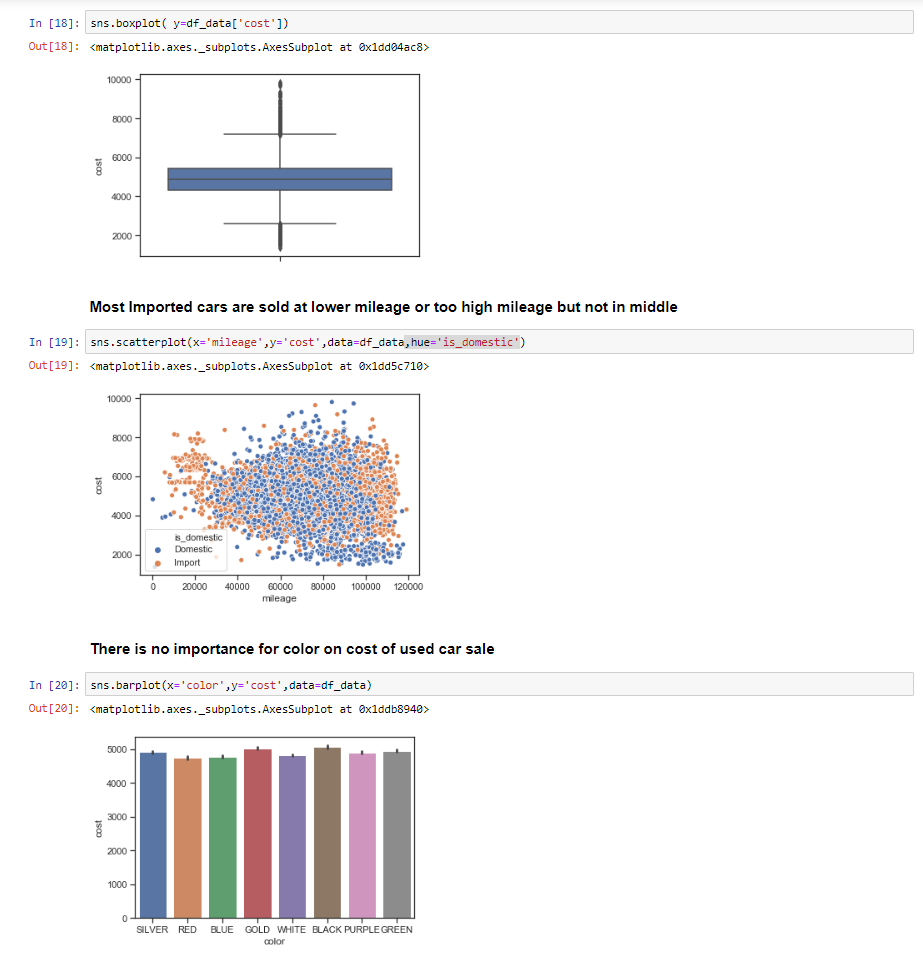 In [18]: sns.boxplot( y=df_data['cost'])
Out[18]: <matplotlib.axes._subplots.AxesSubplot at 0x1dd04ac8>
10000
8000
6000
4000
2000
cost
Most Imported cars are sold at lower mileage or too high mileage but not in middle
In [19]: sns.scatterplot(x='mileage',y='cost',data=df_data,hue='is_domestic')
Out[19]: <matplotlib.axes._subplots.AxesSubplot at 0x1dd5c710>
10000
8000
6000
4000
2000
cost
is_domestic
Domestic
Import
0 20000 40000 60000 80000 100000 120000
mileage
There is no importance for color on cost of used car sale
In [20]: sns.barplot(x='color',y='cost',data=df_data)
Out[20]: <matplotlib.axes._subplots.AxesSubplot at 0x1ddb8940>
5000
4000
3000
2000
1000
0
cost
SILVER RED BLUE GOLD WHITE BLACK PURPLE GREEN
color